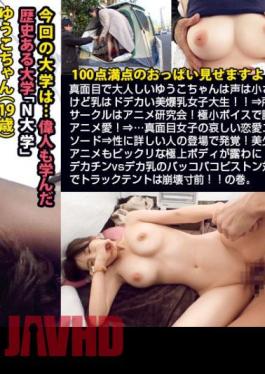 今回の大学は…偉人も学んだ
歴史ある大学「N大学」
ゆうこちゃん(19歳)
100点満点のおっぱい見せますよ
真面目で大人しいゆうこちゃんは声は小さ
けど乳はドデカい美爆乳女子大生!!⇒所
サークルはアニメ研究会!極小ボイスで語
アニメ愛!⇒…真面目女子の哀しい恋愛エ
ソード⇒性に詳しい人の登場で発覚!美少
アニメもビックリな極上ボディが露わに
デカチンvsデカ乳のパッコパコピストン対
でトラックテントは崩壊寸前!!の巻。
JAVHD